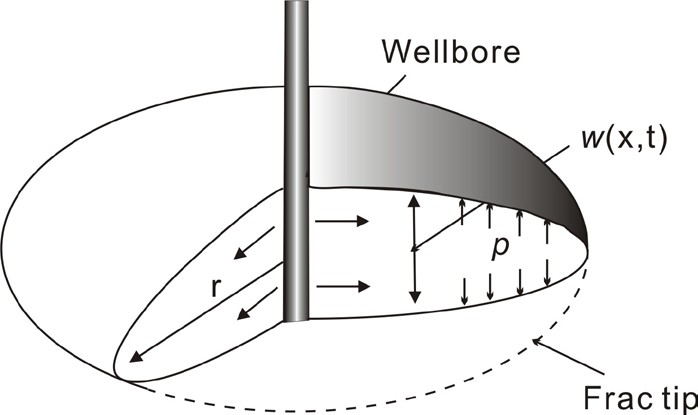 Wellbore
w(x,t)
p
r
Frac tip